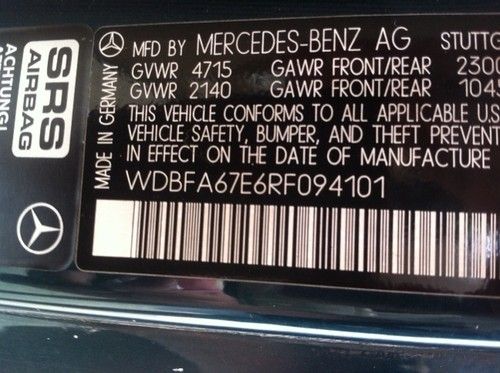 ACHTUNG!
SRS
AIRBAG
MADE IN GERMANY
MFD BY MERCEDES-BENZ AG STUTTG
GVWR 4715 GAWR FRONT/REAR 2300
GVWR 2140 GAWR FRONT/REAR 1045
THIS VEHICLE CONFORMS TO ALL APPLICABLE U.S
VEHICLE SAFETY, BUMPER, AND THEFT PREVENT
IN EFFECT ON THE DATE OF MANUFACTURE
WDBFA67E6RF094101